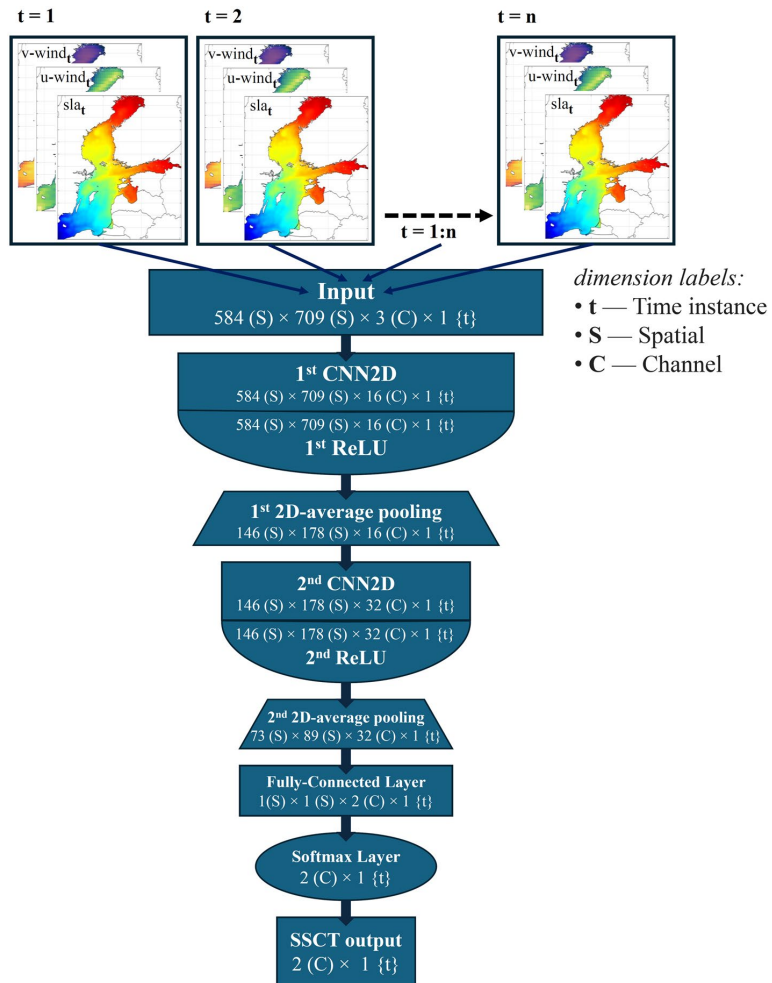 t = 1
t = 2
t = n
v-windt
u-windt
slat
v-windt
u-windt
slat
v-windt
u-windt
slat
t = 1:n
Input
584 (S) × 709 (S) × 3 (C) × 1 {t}
dimension labels:
• t — Time instance
• S — Spatial
• C — Channel
1st CNN2D
584 (S) × 709 (S) × 16 (C) × 1 {t}
584 (S) × 709 (S) × 16 (C) × 1 {t}
1st ReLU
1st 2D-average pooling
146 (S) × 178 (S) × 16 (C) × 1 {t}
2nd CNN2D
146 (S) × 178 (S) × 32 (C) × 1 {t}
146 (S) × 178 (S) × 32 (C) × 1 {t}
2nd ReLU
2nd 2D-average pooling
73 (S) × 89 (S) × 32 (C) × 1 {t}
Fully-Connected Layer
1(S) × 1 (S) × 2 (C) × 1 {t}
Softmax Layer
2 (C) × 1 {t}
SSCT output
2 (C) × 1 {t}